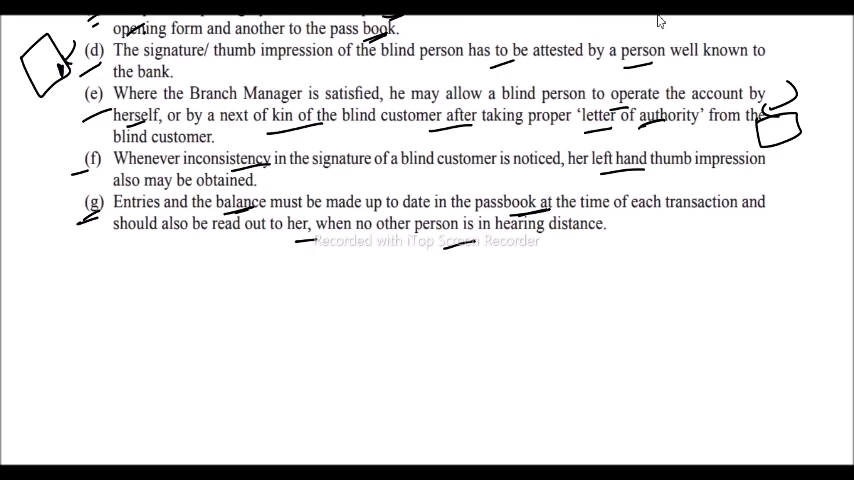 opening form and another to the pass book.
(d) The signature/ thumb impression of the blind person has to be attested by a person well known to
the bank.
(e) Where the Branch Manager is satisfied, he may allow a blind person to operate the account by
herself, or by a next of kin of the blind customer after taking proper ‘letter of authority’ from the
blind customer.
(f) Whenever inconsistency in the signature of a blind customer is noticed, her left hand thumb impression
also may be obtained.
(g) Entries and the balance must be made up to date in the passbook at the time of each transaction and
should also be read out to her, when no other person is in hearing distance.
Recorded with iTop Screen Recorder